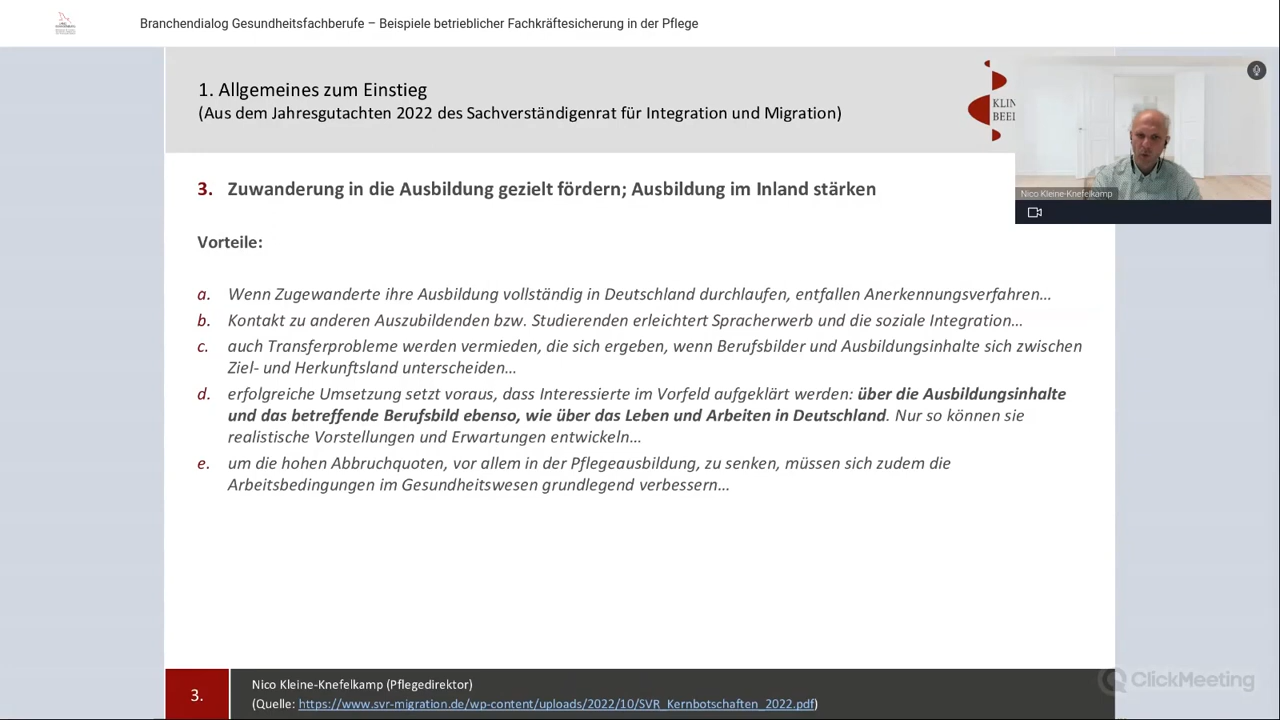 Branchendialog Gesundheitsfachberufe – Beispiele betrieblicher Fachkräftesicherung in der Pflege
1. Allgemeines zum Einstieg
(Aus dem Jahresgutachten 2022 des Sachverständigenrat für Integration und Migration)
KLIN
BEEL
Nico Kleine-Knefelkamp
3. Zuwanderung in die Ausbildung gezielt fördern; Ausbildung im Inland stärken
Vorteile:
a. Wenn Zugewanderte ihre Ausbildung vollständig in Deutschland durchlaufen, entfallen Anerkennungsverfahren…
b. Kontakt zu anderen Auszubildenden bzw. Studierenden erleichtert Spracherwerb und die soziale Integration…
c. auch Transferprobleme werden vermieden, die sich ergeben, wenn Berufsbilder und Ausbildungsinhalte sich zwischen
Ziel- und Herkunftsland unterscheiden…
d. erfolgreiche Umsetzung setzt voraus, dass Interessierte im Vorfeld aufgeklärt werden: über die Ausbildungsinhalte
und das betreffende Berufsbild ebenso, wie über das Leben und Arbeiten in Deutschland. Nur so können sie
realistische Vorstellungen und Erwartungen entwickeln…
e. um die hohen Abbruchquoten, vor allem in der Pflegeausbildung, zu senken, müssen sich zudem die
Arbeitsbedingungen im Gesundheitswesen grundlegend verbessern…
3.
Nico Kleine-Knefelkamp (Pflegedirektor)
(Quelle: https://www.svr-migration.de/wp-content/uploads/2022/10/SVR_Kernbotschaften_2022.pdf)
ClickMeeting